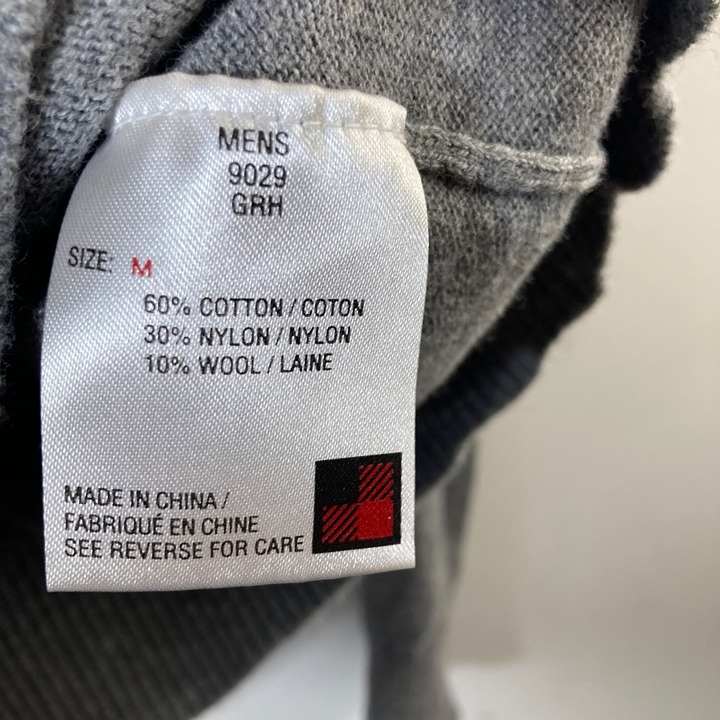 MENS
9029
GRH
SIZE: M
60% COTTON / COTON
30% NYLON / NYLON
10% WOOL / LAINE
MADE IN CHINA /
FABRIQUÉ EN CHINE
SEE REVERSE FOR CARE